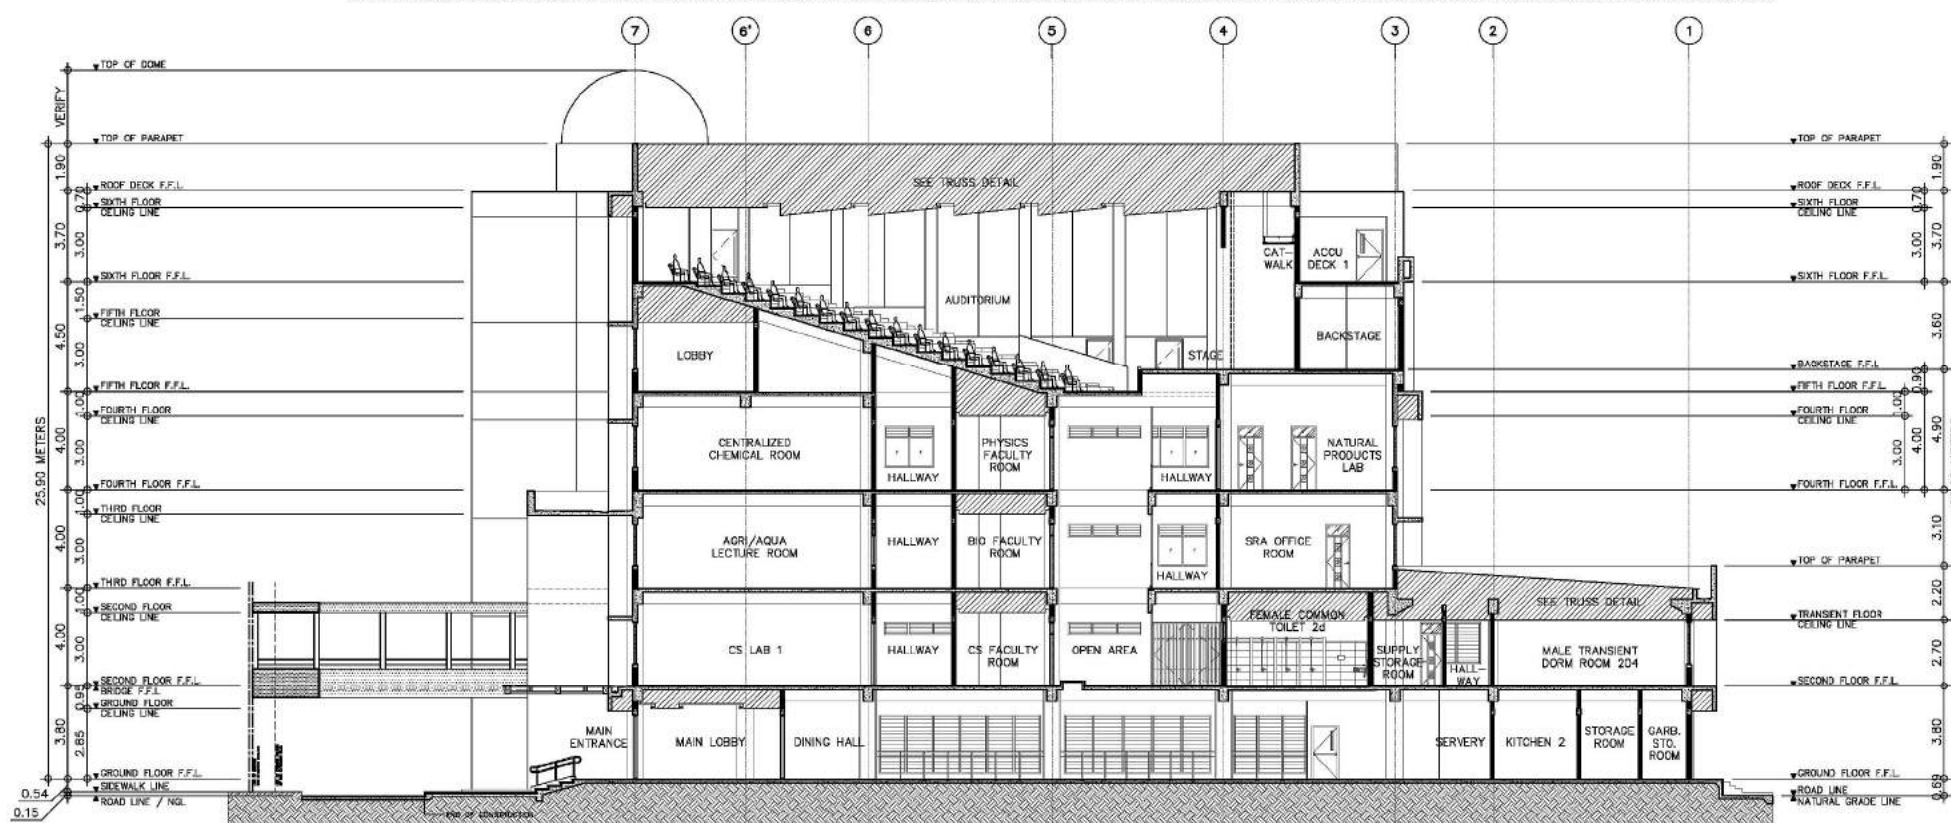 7
6'
6
5
4
3
2
1
TOP OF DOME
VERIFY
TOP OF PARAPET
1.90
ROOF DECK F.F.L.
0.70
SIXTH FLOOR
CEILING LINE
3.70
3.00
SIXTH FLOOR F.F.L.
1.50
FIFTH FLOOR
CEILING LINE
4.50
3.00
FIFTH FLOOR F.F.L.
1.00
FOURTH FLOOR
CEILING LINE
4.00
3.00
25.90 METERS
FOURTH FLOOR F.F.L.
1.00
THIRD FLOOR
CEILING LINE
4.00
3.00
THIRD FLOOR F.F.L.
1.00
SECOND FLOOR
CEILING LINE
4.00
3.00
SECOND FLOOR F.F.L.
BRIDGE F.F.L.
0.95
GROUND FLOOR
CEILING LINE
3.80
2.85
GROUND FLOOR F.F.L.
SIDEWALK LINE
0.54
ROAD LINE / NGL
0.15
SEE TRUSS DETAIL
CAT-
WALK
ACCU
DECK 1
AUDITORIUM
BACKSTAGE
LOBBY
STAGE
CENTRALIZED
CHEMICAL ROOM
HALLWAY
PHYSICS
FACULTY
ROOM
HALLWAY
NATURAL
PRODUCTS
LAB
AGRI/AQUA
LECTURE ROOM
HALLWAY
BIO FACULTY
ROOM
HALLWAY
SRA OFFICE
ROOM
SEE TRUSS DETAIL
CS LAB 1
HALLWAY
CS FACULTY
ROOM
OPEN AREA
FEMALE COMMON
TOILET 2d
SUPPLY
STORAGE
ROOM
HALL-
WAY
MALE TRANSIENT
DORM ROOM 204
MAIN
ENTRANCE
MAIN LOBBY
DINING HALL
SERVERY
KITCHEN 2
STORAGE
ROOM
GARB.
STO.
ROOM
END OF CONSTRUCTION
TOP OF PARAPET
1.90
ROOF DECK F.F.L.
0.70
SIXTH FLOOR
CEILING LINE
3.00
3.70
SIXTH FLOOR F.F.L.
3.60
BACKSTAGE F.F.L.
0.90
FIFTH FLOOR F.F.L.
1.00
FOURTH FLOOR
CEILING LINE
3.00
4.00
4.90
FOURTH FLOOR F.F.L.
3.10
TOP OF PARAPET
2.20
TRANSIENT FLOOR
CEILING LINE
2.70
SECOND FLOOR F.F.L.
3.80
GROUND FLOOR F.F.L.
0.69
ROAD LINE
NATURAL GRADE LINE